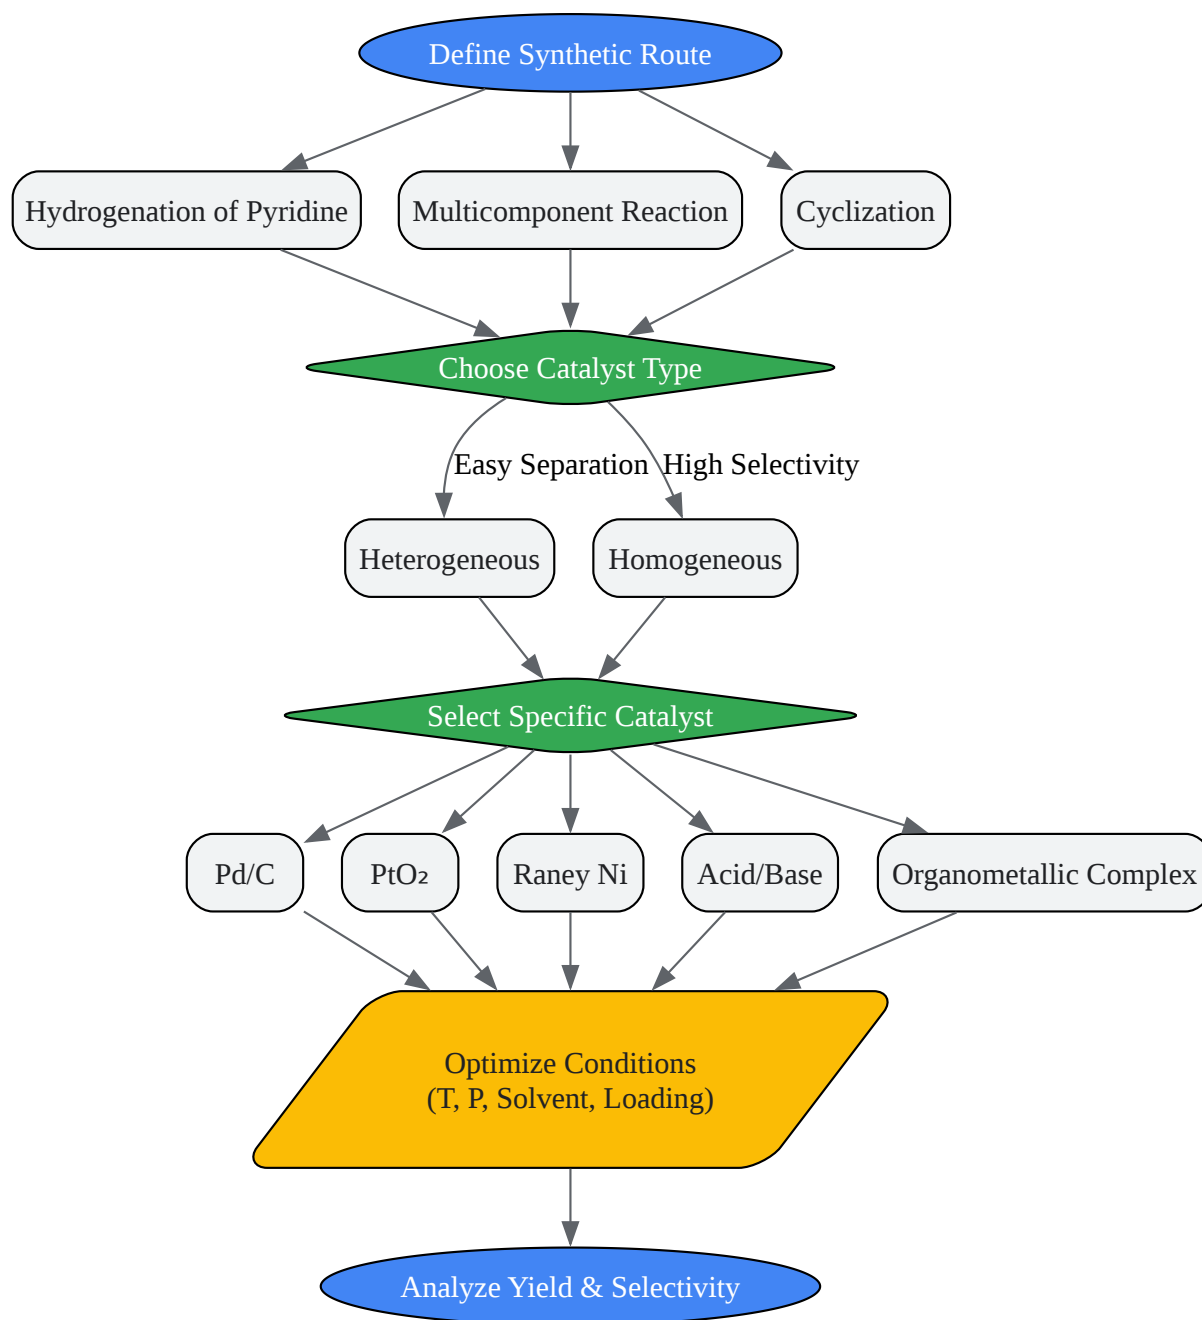 Define Synthetic Route
Hydrogenation of Pyridine
Multicomponent Reaction
Cyclization
Choose Catalyst Type
Easy Separation
High Selectivity
Heterogeneous
Homogeneous
Select Specific Catalyst
Pd/C
PtO₂
Raney Ni
Acid/Base
Organometallic Complex
Optimize Conditions
(T, P, Solvent, Loading)
Analyze Yield & Selectivity